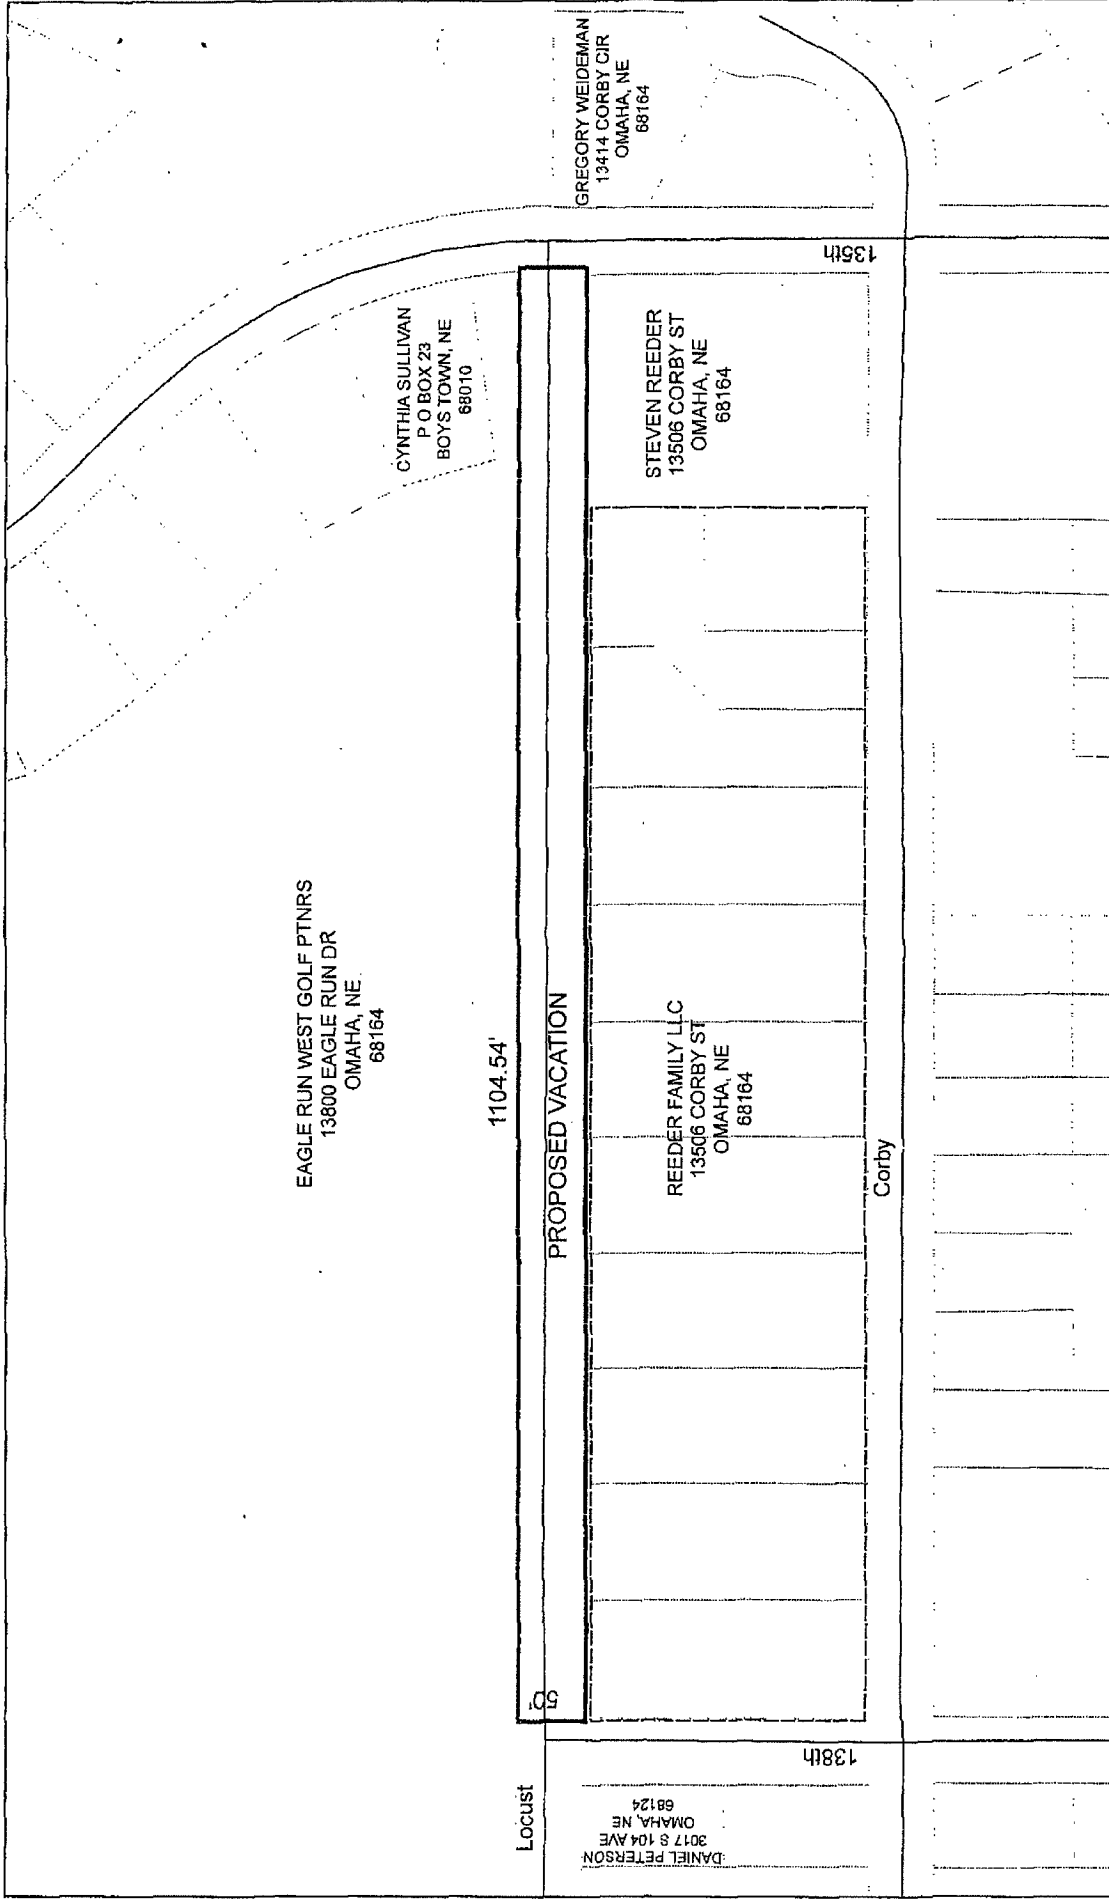 EAGLE RUN WEST GOLF PTNRS
13800 EAGLE RUN DR
OMAHA, NE
68164
CYNTHIA SULLIVAN
P O BOX 23
BOYS TOWN, NE
68010
GREGORY WEIDEMAN
13414 CORBY CIR
OMAHA, NE
68164
1104.54'
Locust
50'
PROPOSED VACATION
135th
STEVEN REEDER
13506 CORBY ST
OMAHA, NE
68164
REEDER FAMILY LLC
13506 CORBY ST
OMAHA, NE
68164
DANIEL PETERSON
3017 S 104 AVE
OMAHA, NE
68124
138th
Corby